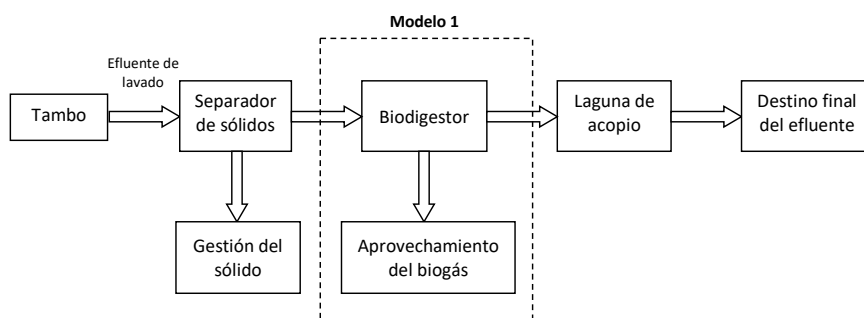 Modelo 1
Efluente de
lavado
Tambo
Separador
de sólidos
Biodigestor
Laguna de
acopio
Destino final
del efluente
Gestión del
sólido
Aprovechamiento
del biogás